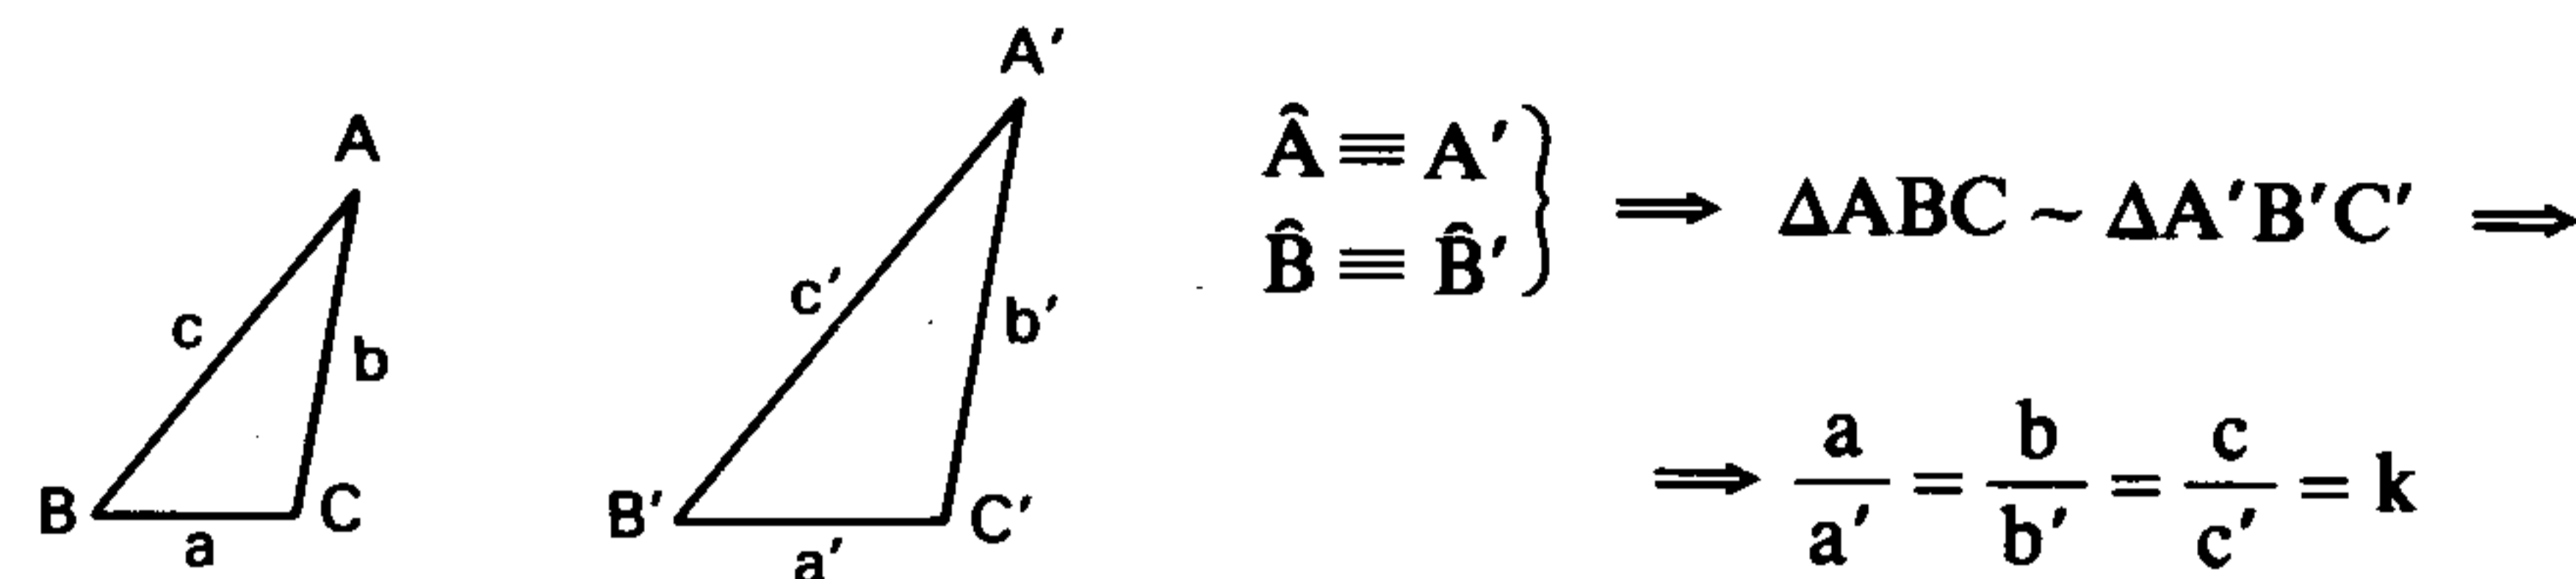 A
c
b
B
C
a
A′
c′
b′
B′
C′
a′
Â ≡ A′
B̂ ≡ B̂′
} ⟹ ΔABC ~ ΔA′B′C′ ⟹
⟹ a/a′ = b/b′ = c/c′ = k